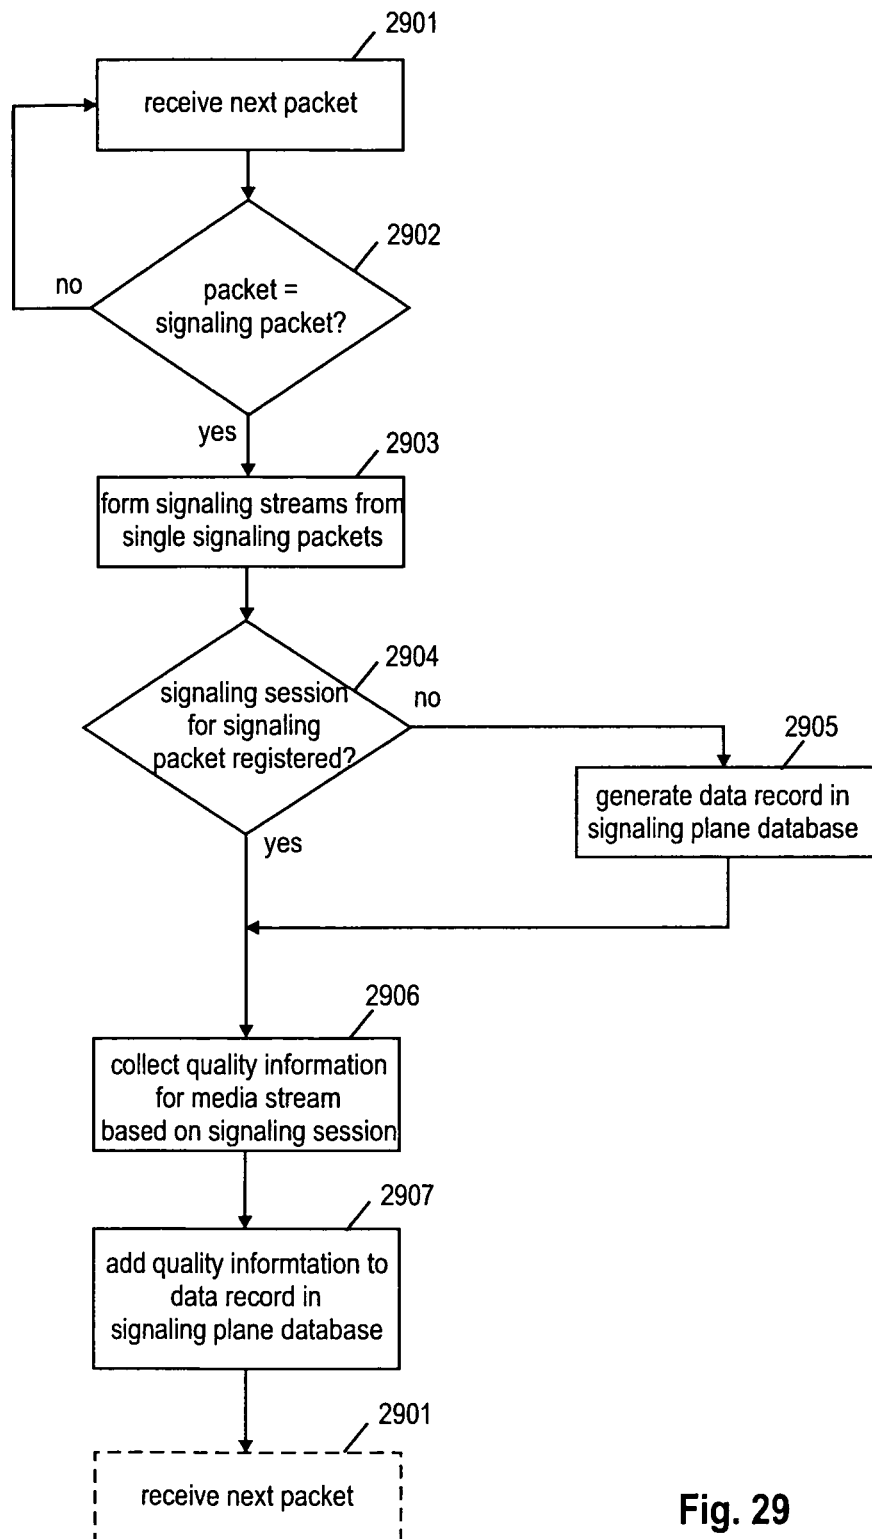 2901
receive next packet
2902
no
packet =
signaling packet?
yes
2903
form signaling streams from
single signaling packets
2904
signaling session
for signaling
packet registered?
no
2905
generate data record in
signaling plane database
yes
2906
collect quality information
for media stream
based on signaling session
2907
add quality informtation to
data record in
signaling plane database
2901
receive next packet
Fig. 29